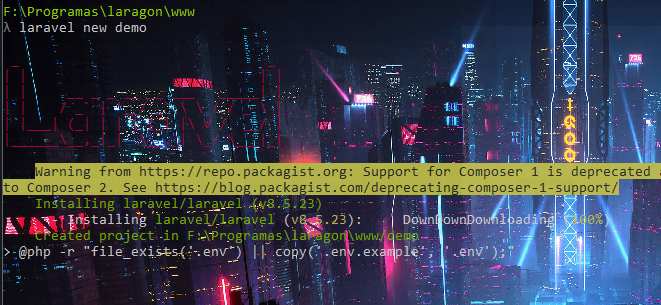 F:\Programas\laragon\www
λ laravel new demo
Laravel
Warning from https://repo.packagist.org: Support for Composer 1 is deprecated a
to Composer 2. See https://blog.packagist.com/deprecating-composer-1-support/
Installing laravel/laravel (v8.5.23)
- Installing laravel/laravel (v8.5.23): DownDownDownloading (100%)
Created project in F:\Programas\laragon\www/demo
> @php -r "file_exists('.env') || copy('.env.example', '.env');"